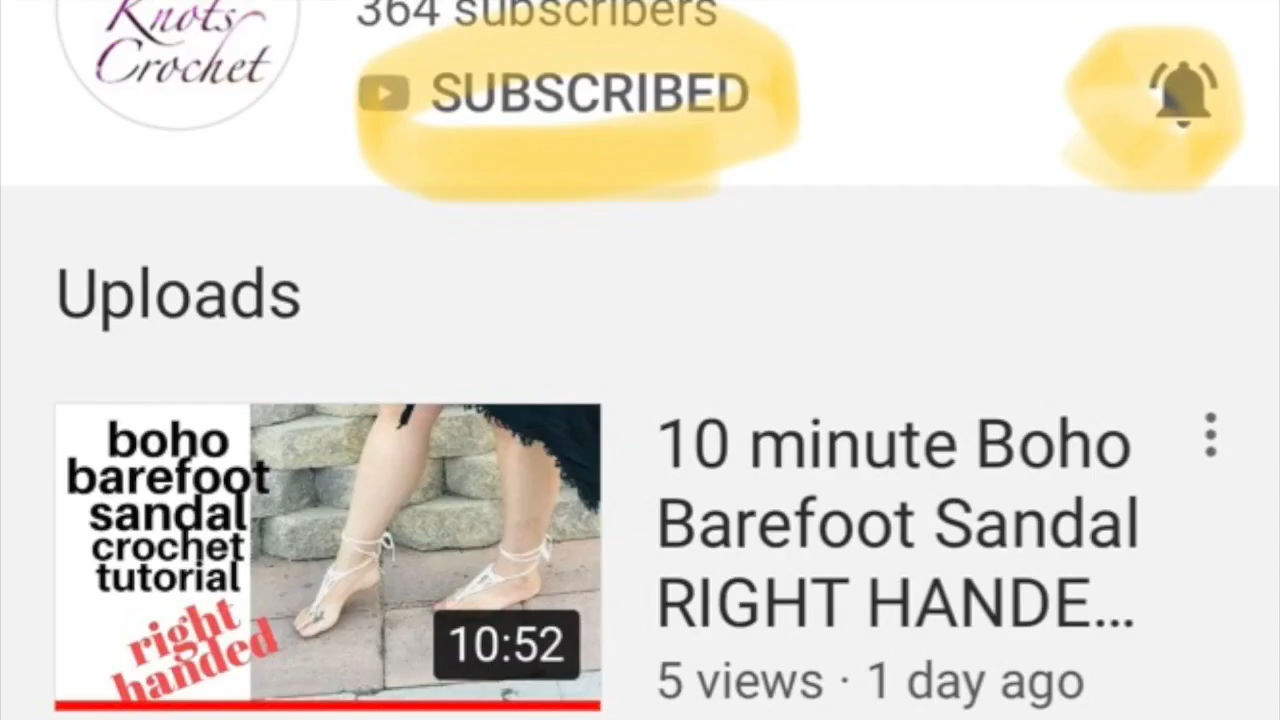 Knots
Crochet
364 subscribers
SUBSCRIBED
Uploads
boho
barefoot
sandal
crochet
tutorial
right
handed
10:52
10 minute Boho
Barefoot Sandal
RIGHT HANDE...
5 views · 1 day ago